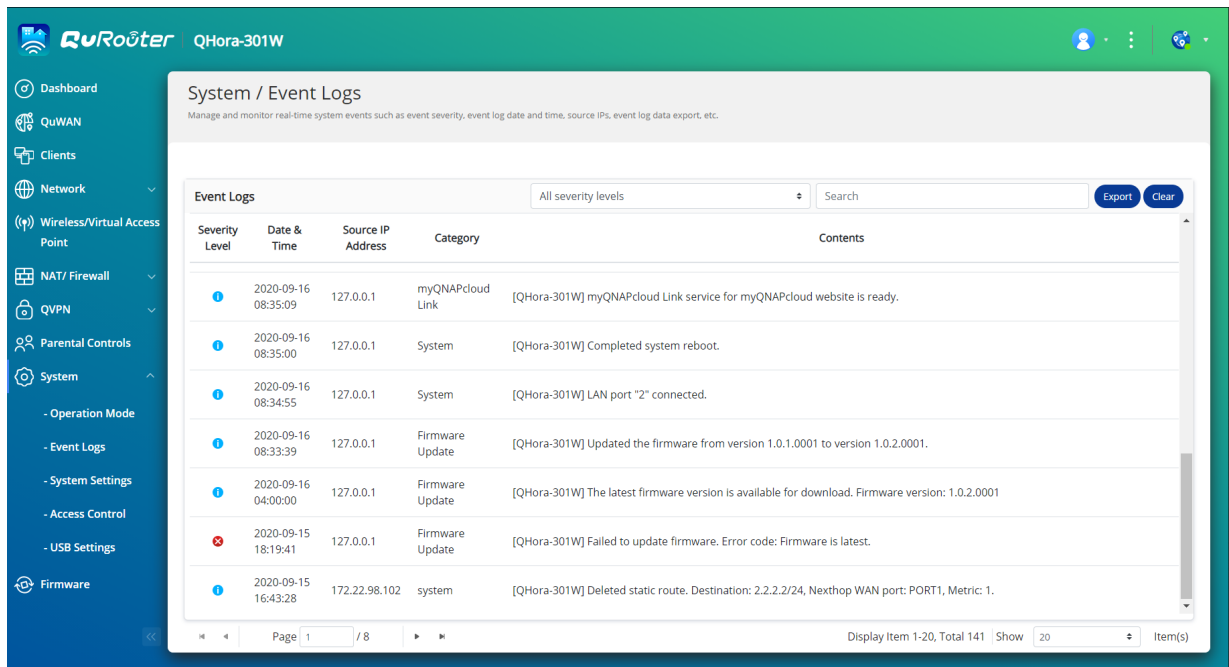 QuRouter QHora-301W
Dashboard
QuWAN
Clients
Network
Wireless/Virtual Access
Point
NAT/ Firewall
QVPN
Parental Controls
System
- Operation Mode
- Event Logs
- System Settings
- Access Control
- USB Settings
Firmware
System / Event Logs
Manage and monitor real-time system events such as event severity, event log date and time, source IPs, event log data export, etc.
Event Logs All severity levels Search Export Clear
Severity Level Date & Time Source IP Address Category Contents
2020-09-16 08:35:09 127.0.0.1 myQNAPcloud Link [QHora-301W] myQNAPcloud Link service for myQNAPcloud website is ready.
2020-09-16 08:35:00 127.0.0.1 System [QHora-301W] Completed system reboot.
2020-09-16 08:34:55 127.0.0.1 System [QHora-301W] LAN port "2" connected.
2020-09-16 08:33:39 127.0.0.1 Firmware Update [QHora-301W] Updated the firmware from version 1.0.1.0001 to version 1.0.2.0001.
2020-09-16 04:00:00 127.0.0.1 Firmware Update [QHora-301W] The latest firmware version is available for download. Firmware version: 1.0.2.0001
2020-09-15 18:19:41 127.0.0.1 Firmware Update [QHora-301W] Failed to update firmware. Error code: Firmware is latest.
2020-09-15 16:43:28 172.22.98.102 system [QHora-301W] Deleted static route. Destination: 2.2.2.2/24, Nexthop WAN port: PORT1, Metric: 1.
Page 1 / 8 Display Item 1-20, Total 141 Show 20 Item(s)